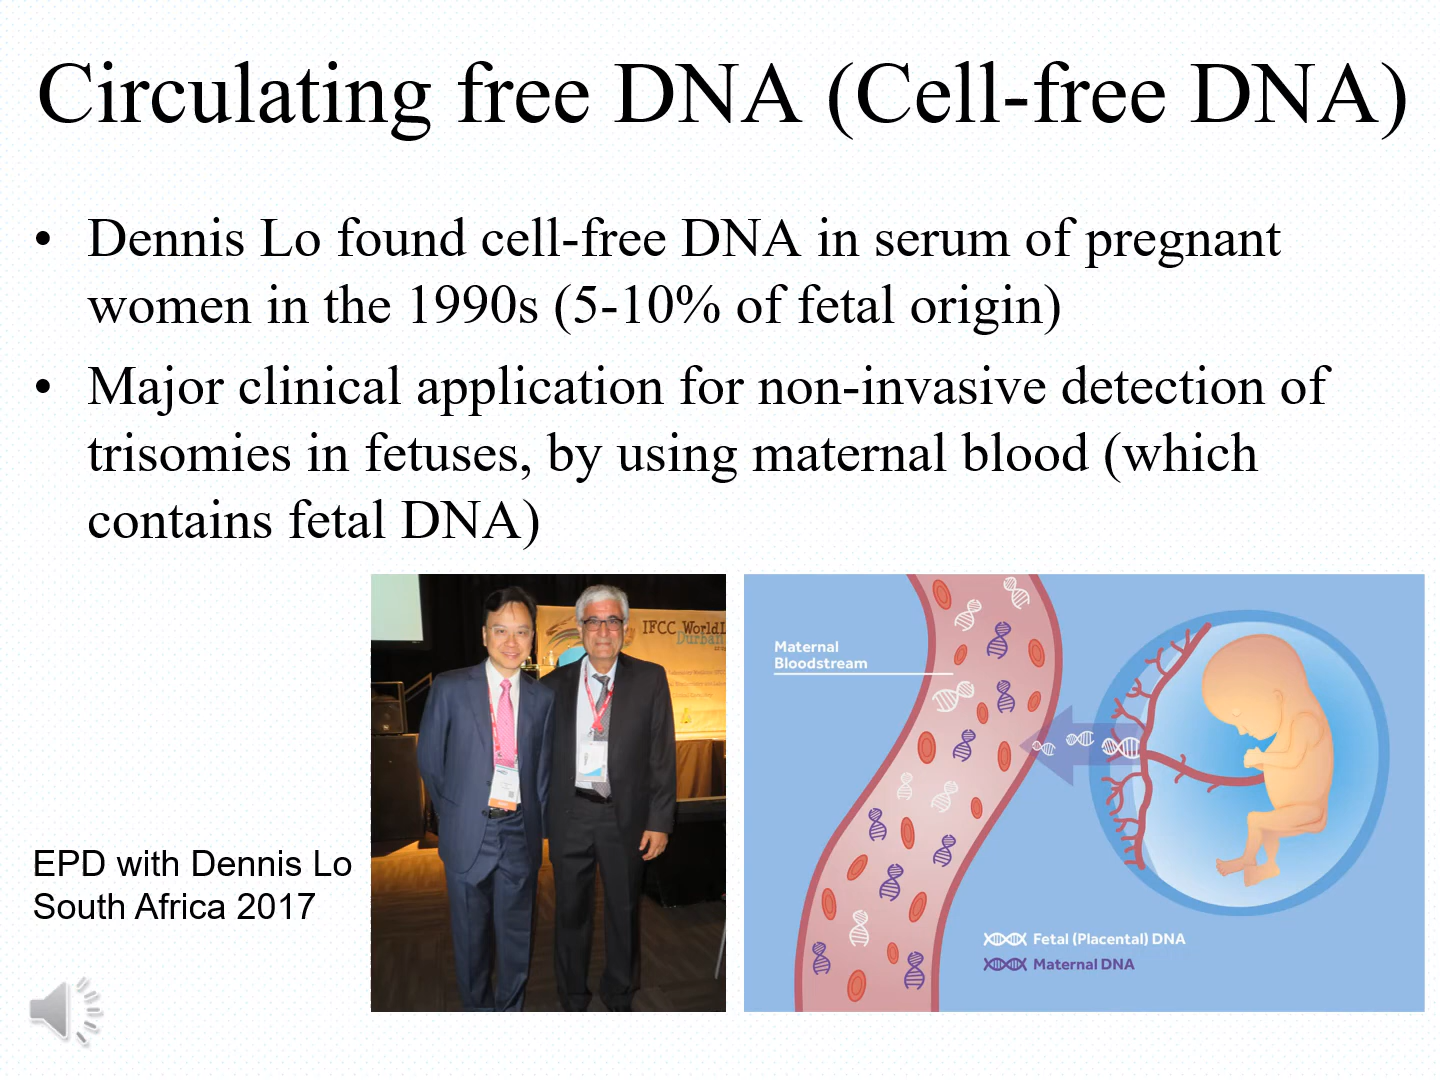 Circulating free DNA (Cell-free DNA)
• Dennis Lo found cell-free DNA in serum of pregnant
women in the 1990s (5-10% of fetal origin)
• Major clinical application for non-invasive detection of
trisomies in fetuses, by using maternal blood (which
contains fetal DNA)
EPD with Dennis Lo
South Africa 2017
IFCC WorldL
Durban
Maternal
Bloodstream
Fetal (Placental) DNA
Maternal DNA